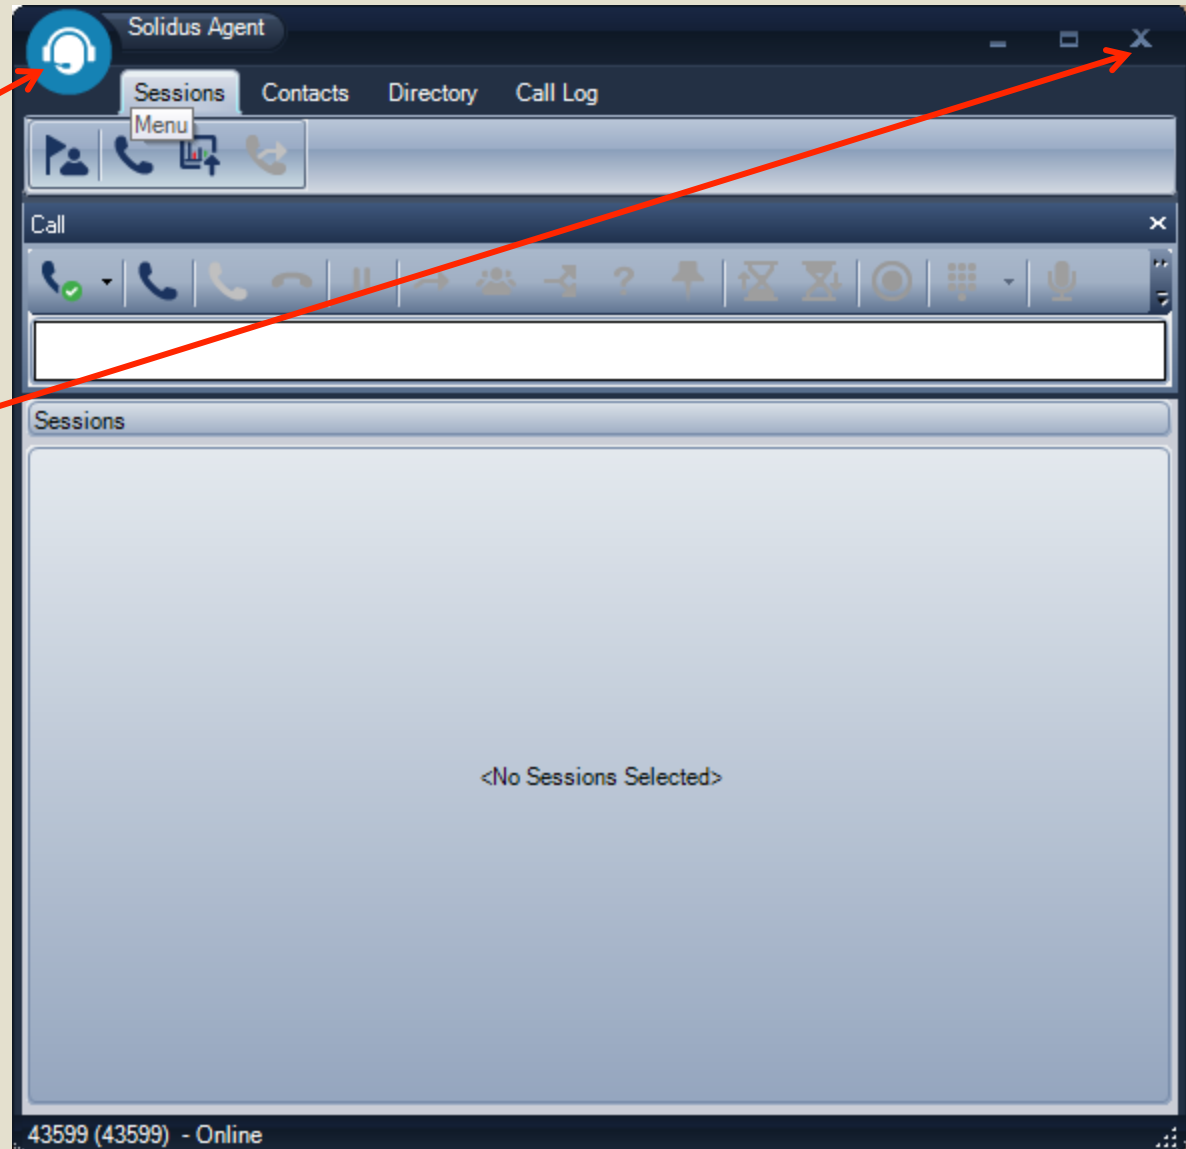 Solidus Agent
Sessions Contacts Directory Call Log
Menu
Call
Sessions
<No Sessions Selected>
43599 (43599) - Online